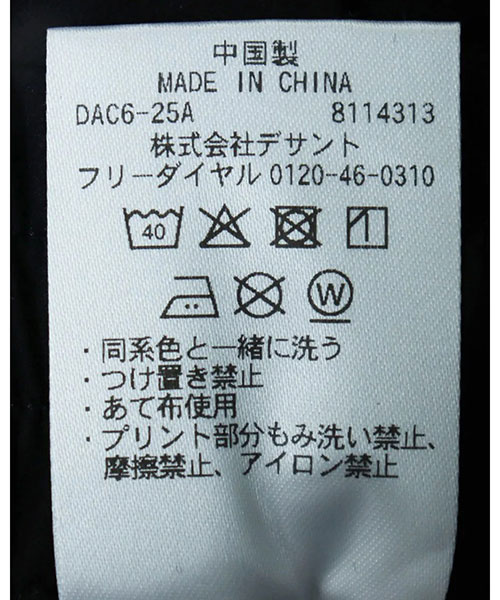 中国製
MADE IN CHINA
DAC6-25A 8114313
株式会社デサント
フリーダイヤル 0120-46-0310
40
W
・同系色と一緒に洗う
・つけ置き禁止
・あて布使用
・プリント部分もみ洗い禁止、
摩擦禁止、アイロン禁止